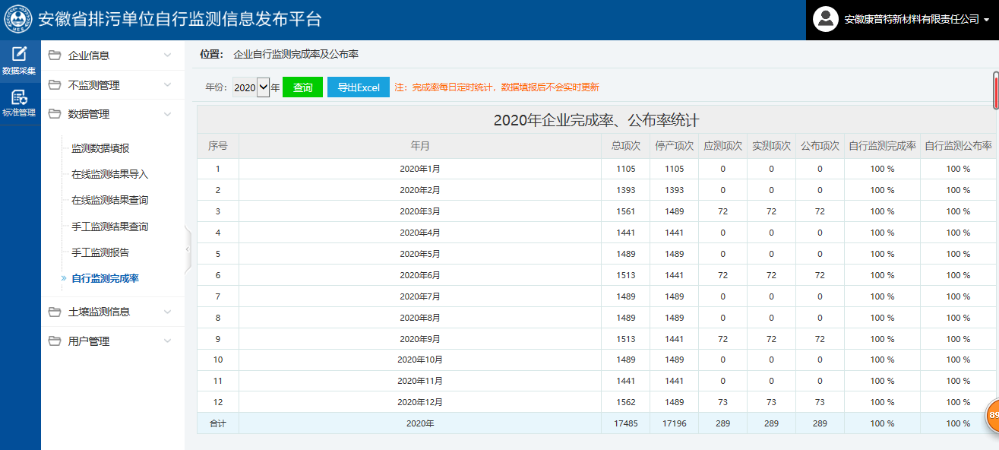 安徽省排污单位自行监测信息发布平台
安徽康普特新材料有限责任公司
数据采集
标准管理
企业信息
不监测管理
数据管理
监测数据填报
在线监测结果导入
在线监测结果查询
手工监测结果查询
手工监测报告
» 自行监测完成率
土壤监测信息
用户管理
位置: 企业自行监测完成率及公布率
年份: 2020 年 查询 导出Excel 注: 完成率每日定时统计, 数据填报后不会实时更新
2020年企业完成率、公布率统计
序号 年月 总项次 停产项次 应测项次 实测项次 公布项次 自行监测完成率 自行监测公布率
1 2020年1月 1105 1105 0 0 0 100 % 100 %
2 2020年2月 1393 1393 0 0 0 100 % 100 %
3 2020年3月 1561 1489 72 72 72 100 % 100 %
4 2020年4月 1441 1441 0 0 0 100 % 100 %
5 2020年5月 1489 1489 0 0 0 100 % 100 %
6 2020年6月 1513 1441 72 72 72 100 % 100 %
7 2020年7月 1489 1489 0 0 0 100 % 100 %
8 2020年8月 1489 1489 0 0 0 100 % 100 %
9 2020年9月 1513 1441 72 72 72 100 % 100 %
10 2020年10月 1489 1489 0 0 0 100 % 100 %
11 2020年11月 1441 1441 0 0 0 100 % 100 %
12 2020年12月 1562 1489 73 73 73 100 % 100 %
合计 2020年 17485 17196 289 289 289 100 % 100 %